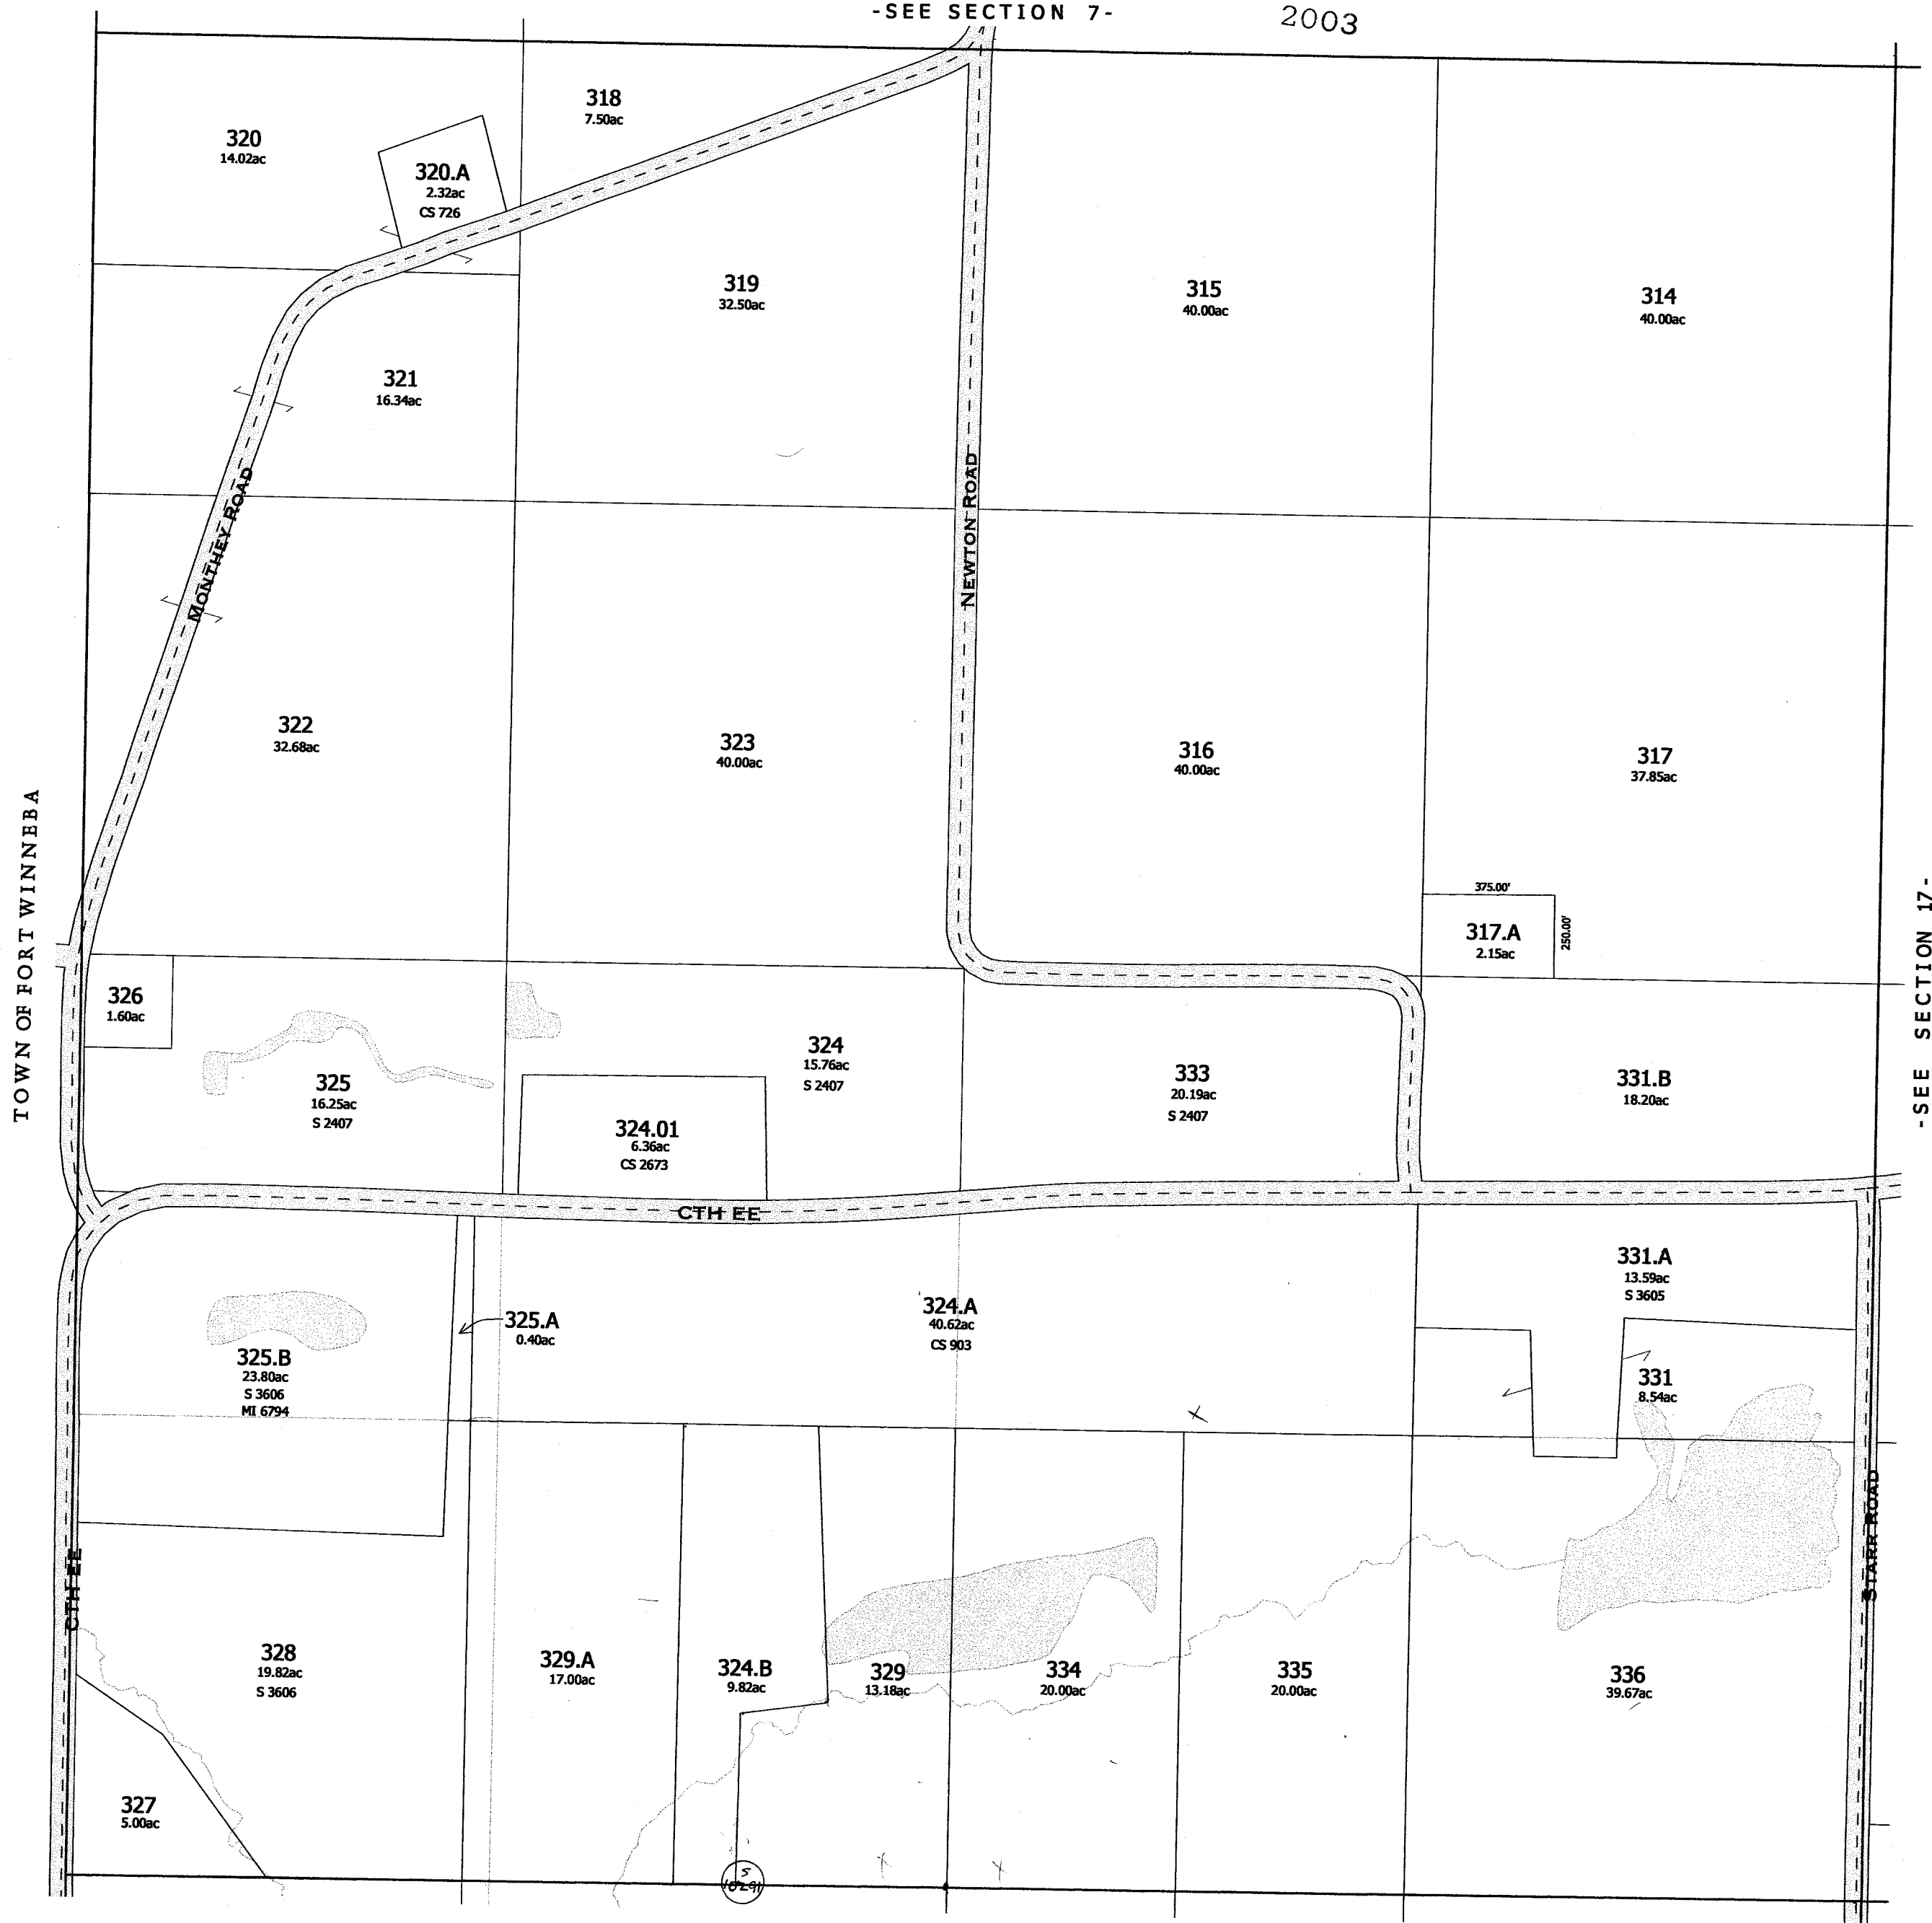 -SEE SECTION 7-
2003
318
7.50ac
320
14.02ac
320.A
2.32ac
CS 726
319
32.50ac
315
40.00ac
314
40.00ac
321
16.34ac
MONTHEY ROAD
NEWTON ROAD
322
32.68ac
323
40.00ac
316
40.00ac
317
37.85ac
TOWN OF FORT WINNEBA
375.00'
250.00'
317.A
2.15ac
-SEE SECTION 17-
326
1.60ac
325
16.25ac
S 2407
324
15.76ac
S 2407
324.01
6.36ac
CS 2673
333
20.19ac
S 2407
331.B
18.20ac
CTH EE
325.A
0.40ac
324.A
40.62ac
CS 903
331.A
13.59ac
S 3605
325.B
23.80ac
S 3606
MI 6794
331
8.54ac
STARR ROAD
CTH EE
328
19.82ac
S 3606
329.A
17.00ac
324.B
9.82ac
329
13.18ac
334
20.00ac
335
20.00ac
336
39.67ac
327
5.00ac
S
10291